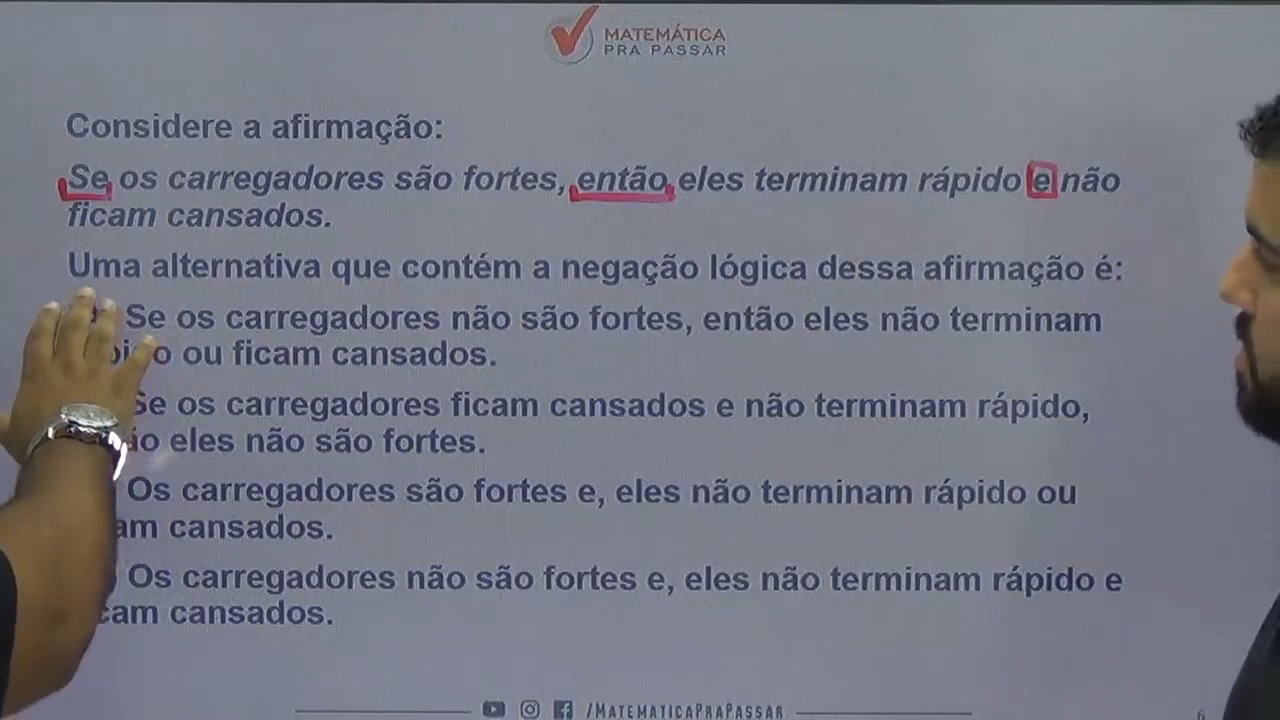 MATEMÁTICA
PRA PASSAR
Considere a afirmação:
Se os carregadores são fortes, então eles terminam rápido e não
ficam cansados.
Uma alternativa que contém a negação lógica dessa afirmação é:
Se os carregadores não são fortes, então eles não terminam
ou ficam cansados.
Se os carregadores ficam cansados e não terminam rápido,
eles não são fortes.
Os carregadores são fortes e, eles não terminam rápido ou
cansados.
Os carregadores não são fortes e, eles não terminam rápido e
cansados.
/MATEMATICAPRAPASSAR
6